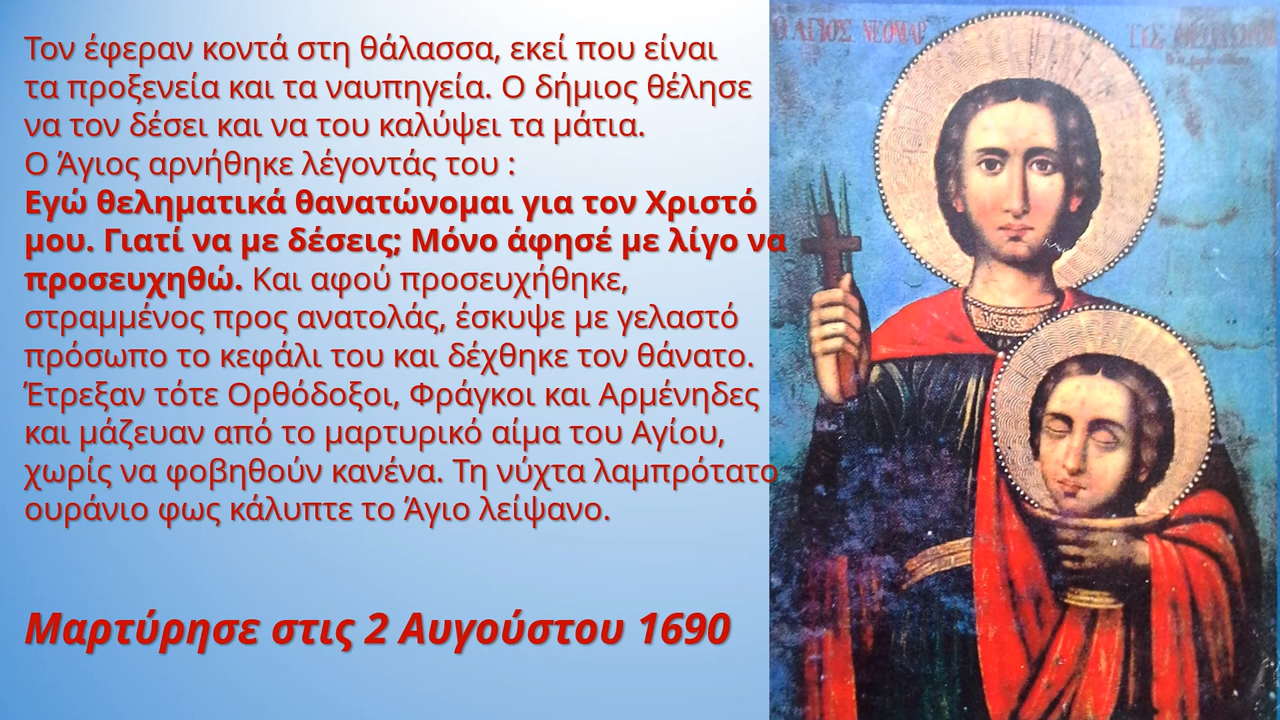 Τον έφεραν κοντά στη θάλασσα, εκεί που είναι
τα προξενεία και τα ναυπηγεία. Ο δήμιος θέλησε
να τον δέσει και να του καλύψει τα μάτια.
Ο Άγιος αρνήθηκε λέγοντάς του :
Εγώ θεληματικά θανατώνομαι για τον Χριστό
μου. Γιατί να με δέσεις; Μόνο άφησέ με λίγο να
προσευχηθώ. Και αφού προσευχήθηκε,
στραμμένος προς ανατολάς, έσκυψε με γελαστό
πρόσωπο το κεφάλι του και δέχθηκε τον θάνατο.
Έτρεξαν τότε Ορθόδοξοι, Φράγκοι και Αρμένηδες
και μάζευαν από το μαρτυρικό αίμα του Αγίου,
χωρίς να φοβηθούν κανένα. Τη νύχτα λαμπρότατο
ουράνιο φως κάλυπτε το Άγιο λείψανο.
Μαρτύρησε στις 2 Αυγούστου 1690
Ο ΑΓΙΟΣ ΝΕΟΜΑΡ